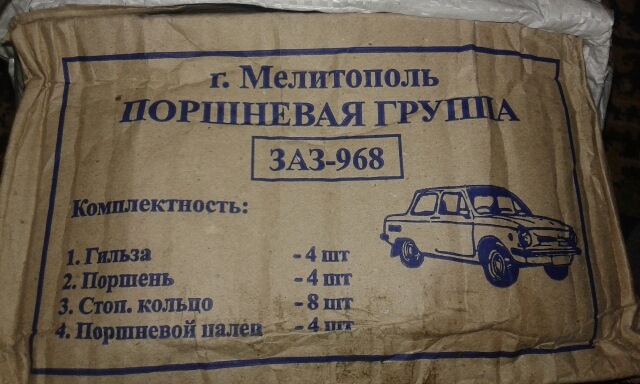 г. Мелитополь
ПОРШНЕВАЯ ГРУППА
ЗАЗ-968
Комплектность:
1. Гильза - 4 шт
2. Поршень - 4 шт
3. Стоп. кольцо - 8 шт
4. Поршневой палец - 4 шт